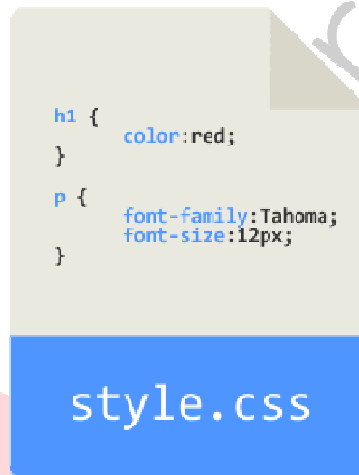 h1 {
color:red;
}
p {
font-family:Tahoma;
font-size:12px;
}
style.css